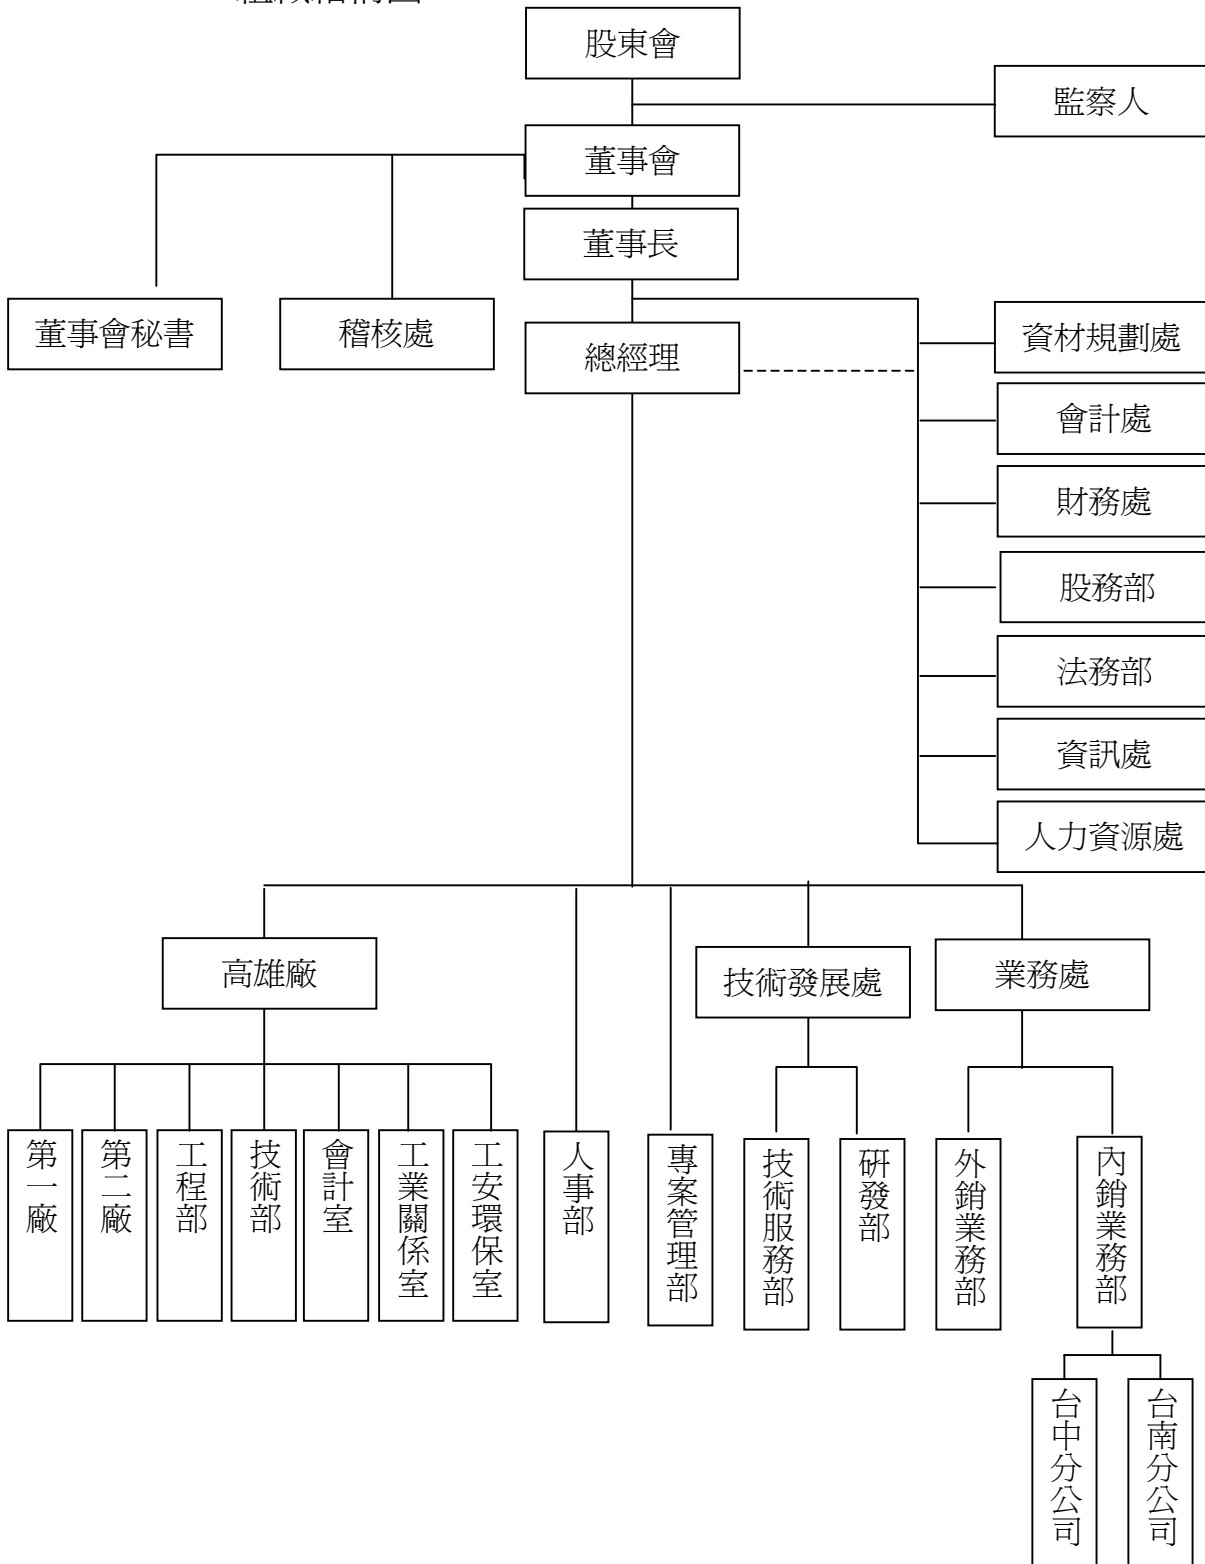 股東會
監察人
董事會
董事長
董事會秘書
稽核處
總經理
資材規劃處
會計處
財務處
股務部
法務部
資訊處
人力資源處
高雄廠
技術發展處
業務處
第一廠
第二廠
工程部
技術部
會計室
工業關係室
工安環保室
人事部
專案管理部
技術服務部
研發部
外銷業務部
內銷業務部
台中分公司
台南分公司